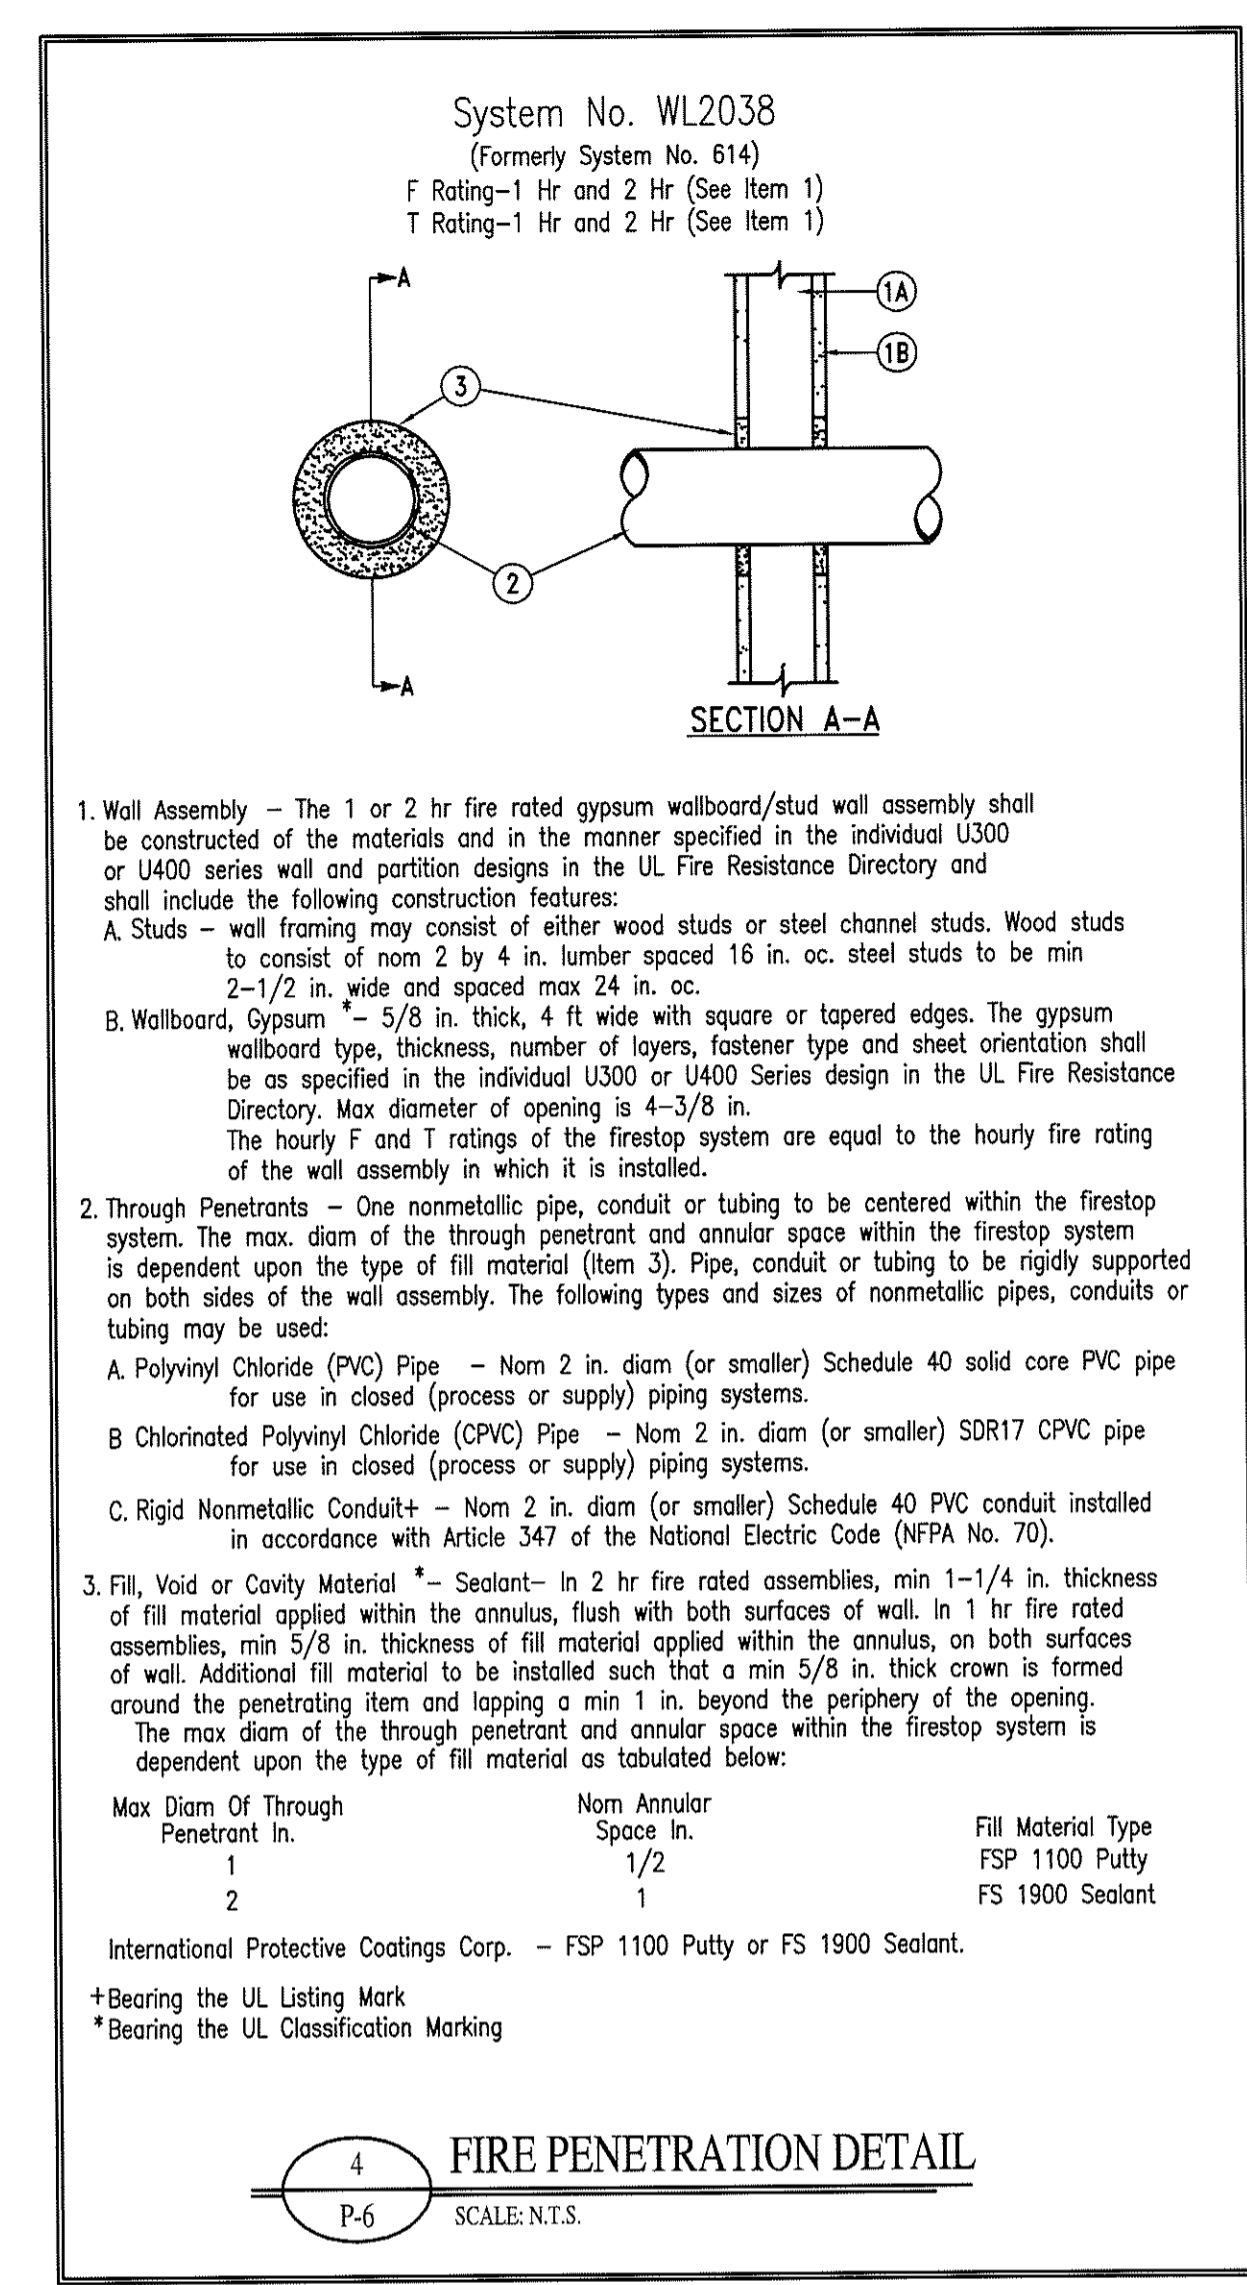 System No. WL2038
(Formerly System No. 614)
F Rating-1 Hr and 2 Hr (See Item 1)
T Rating-1 Hr and 2 Hr (See Item 1)
A
1A
1B
3
2
A
SECTION A-A
1. Wall Assembly - The 1 or 2 hr fire rated gypsum wallboard/stud wall assembly shall
be constructed of the materials and in the manner specified in the individual U300
or U400 series wall and partition designs in the UL Fire Resistance Directory and
shall include the following construction features:
A. Studs - wall framing may consist of either wood studs or steel channel studs. Wood studs
to consist of nom 2 by 4 in. lumber spaced 16 in. oc. steel studs to be min
2-1/2 in. wide and spaced max 24 in. oc.
B. Wallboard, Gypsum *- 5/8 in. thick, 4 ft wide with square or tapered edges. The gypsum
wallboard type, thickness, number of layers, fastener type and sheet orientation shall
be as specified in the individual U300 or U400 Series design in the UL Fire Resistance
Directory. Max diameter of opening is 4-3/8 in.
The hourly F and T ratings of the firestop system are equal to the hourly fire rating
of the wall assembly in which it is installed.
2. Through Penetrants - One nonmetallic pipe, conduit or tubing to be centered within the firestop
system. The max. diam of the through penetrant and annular space within the firestop system
is dependent upon the type of fill material (Item 3). Pipe, conduit or tubing to be rigidly supported
on both sides of the wall assembly. The following types and sizes of nonmetallic pipes, conduits or
tubing may be used:
A. Polyvinyl Chloride (PVC) Pipe - Nom 2 in. diam (or smaller) Schedule 40 solid core PVC pipe
for use in closed (process or supply) piping systems.
B Chlorinated Polyvinyl Chloride (CPVC) Pipe - Nom 2 in. diam (or smaller) SDR17 CPVC pipe
for use in closed (process or supply) piping systems.
C. Rigid Nonmetallic Conduit+ - Nom 2 in. diam (or smaller) Schedule 40 PVC conduit installed
in accordance with Article 347 of the National Electric Code (NFPA No. 70).
3. Fill, Void or Cavity Material *- Sealant- In 2 hr fire rated assemblies, min 1-1/4 in. thickness
of fill material applied within the annulus, flush with both surfaces of wall. In 1 hr fire rated
assemblies, min 5/8 in. thickness of fill material applied within the annulus, on both surfaces
of wall. Additional fill material to be installed such that a min 5/8 in. thick crown is formed
around the penetrating item and lapping a min 1 in. beyond the periphery of the opening.
The max diam of the through penetrant and annular space within the firestop system is
dependent upon the type of fill material as tabulated below:
Max Diam Of Through Nom Annular
Penetrant In. Space In. Fill Material Type
1 1/2 FSP 1100 Putty
2 1 FS 1900 Sealant
International Protective Coatings Corp. - FSP 1100 Putty or FS 1900 Sealant.
+Bearing the UL Listing Mark
*Bearing the UL Classification Marking
4 FIRE PENETRATION DETAIL
P-6 SCALE: N.T.S.